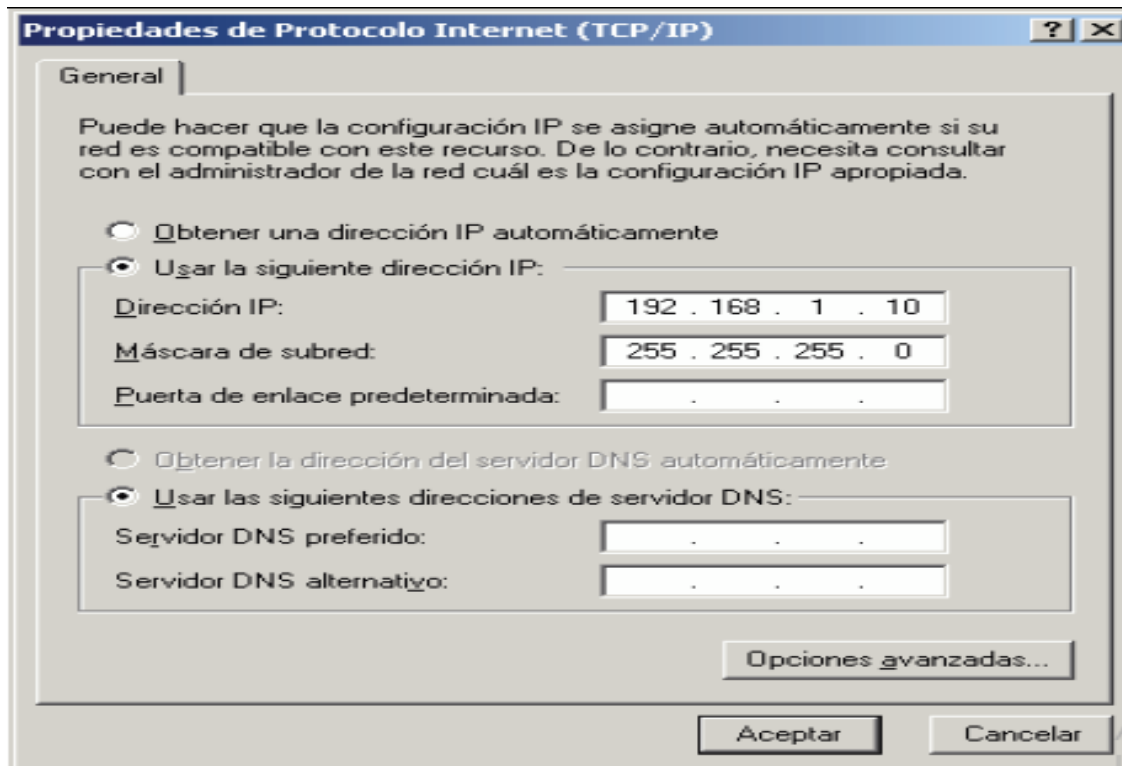 Propiedades de Protocolo Internet (TCP/IP)
General
Puede hacer que la configuración IP se asigne automáticamente si su
red es compatible con este recurso. De lo contrario, necesita consultar
con el administrador de la red cuál es la configuración IP apropiada.
Obtener una dirección IP automáticamente
Usar la siguiente dirección IP:
Dirección IP: 192 . 168 . 1 . 10
Máscara de subred: 255 . 255 . 255 . 0
Puerta de enlace predeterminada: . . .
Obtener la dirección del servidor DNS automáticamente
Usar las siguientes direcciones de servidor DNS:
Servidor DNS preferido: . . .
Servidor DNS alternativo: . . .
Opciones avanzadas...
Aceptar Cancelar